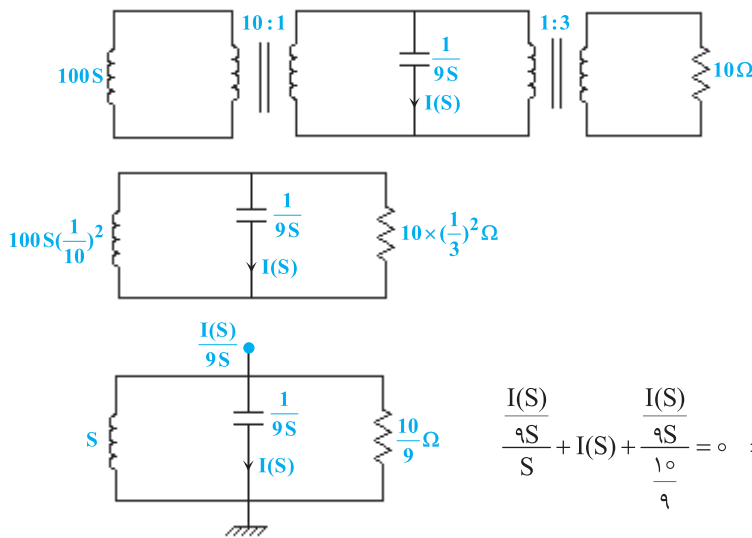 10:1 1:3
100S 1/9S 10Ω
I(S)
100S(1/10)² 1/9S 10×(1/3)²Ω
I(S)
I(S)/9S
S 1/9S 10/9 Ω
I(S)
(I(S)/۹S)/S + I(S) + (I(S)/۹S)/(۱۰/۹) = ۰